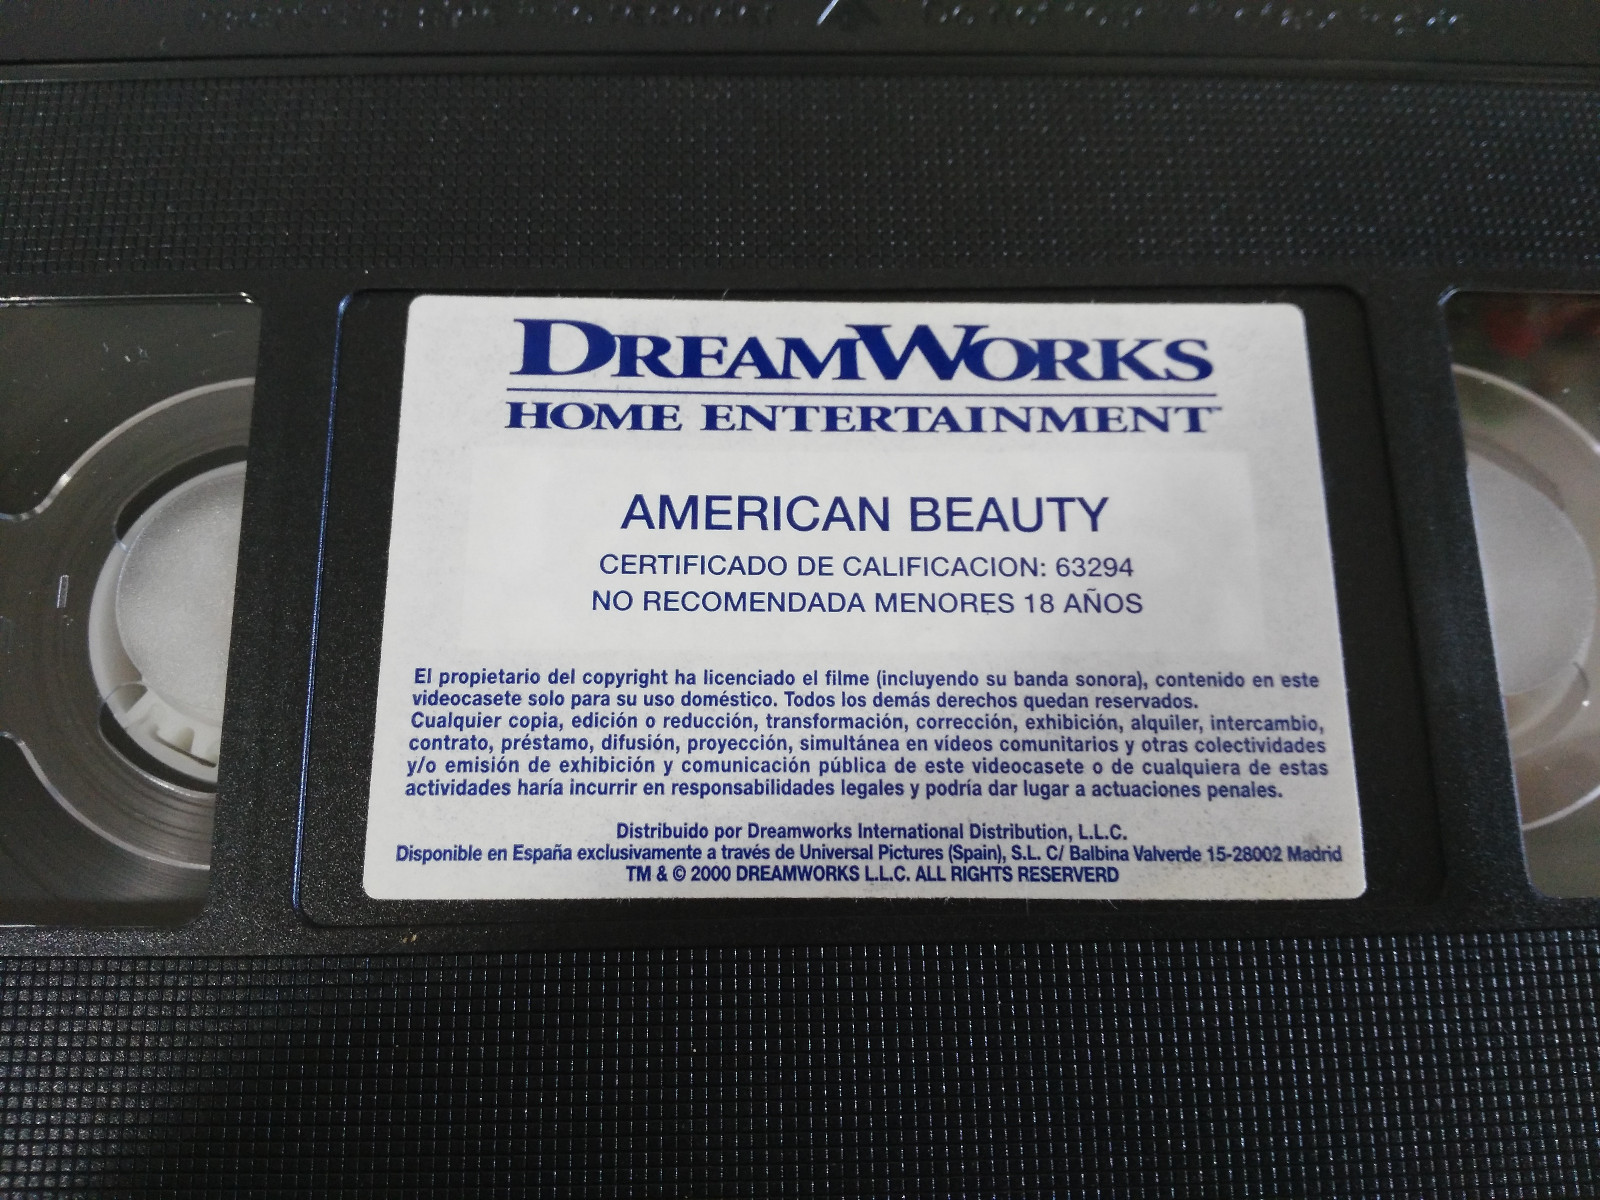 DREAMWORKS
HOME ENTERTAINMENT™
AMERICAN BEAUTY
CERTIFICADO DE CALIFICACION: 63294
NO RECOMENDADA MENORES 18 AÑOS
El propietario del copyright ha licenciado el filme (incluyendo su banda sonora), contenido en este
videocasete solo para su uso doméstico. Todos los demás derechos quedan reservados.
Cualquier copia, edición o reducción, transformación, corrección, exhibición, alquiler, intercambio,
contrato, préstamo, difusión, proyección, simultánea en vídeos comunitarios y otras colectividades
y/o emisión de exhibición y comunicación pública de este videocasete o de cualquiera de estas
actividades haría incurrir en responsabilidades legales y podría dar lugar a actuaciones penales.
Distribuido por Dreamworks International Distribution, L.L.C.
Disponible en España exclusivamente a través de Universal Pictures (Spain), S.L. C/ Balbina Valverde 15-28002 Madrid
TM & © 2000 DREAMWORKS L.L.C. ALL RIGHTS RESERVERD